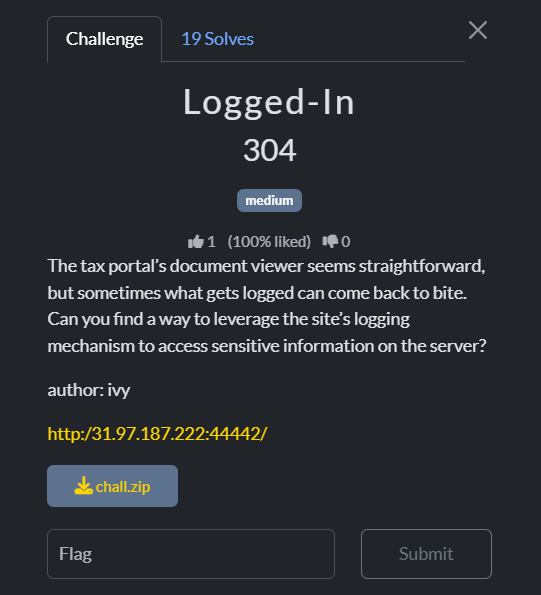 Challenge
19 Solves
Logged-In
304
medium
1 (100% liked) 0
The tax portal's document viewer seems straightforward,
but sometimes what gets logged can come back to bite.
Can you find a way to leverage the site's logging
mechanism to access sensitive information on the server?
author: ivy
http:/31.97.187.222:44442/
chall.zip
Flag
Submit